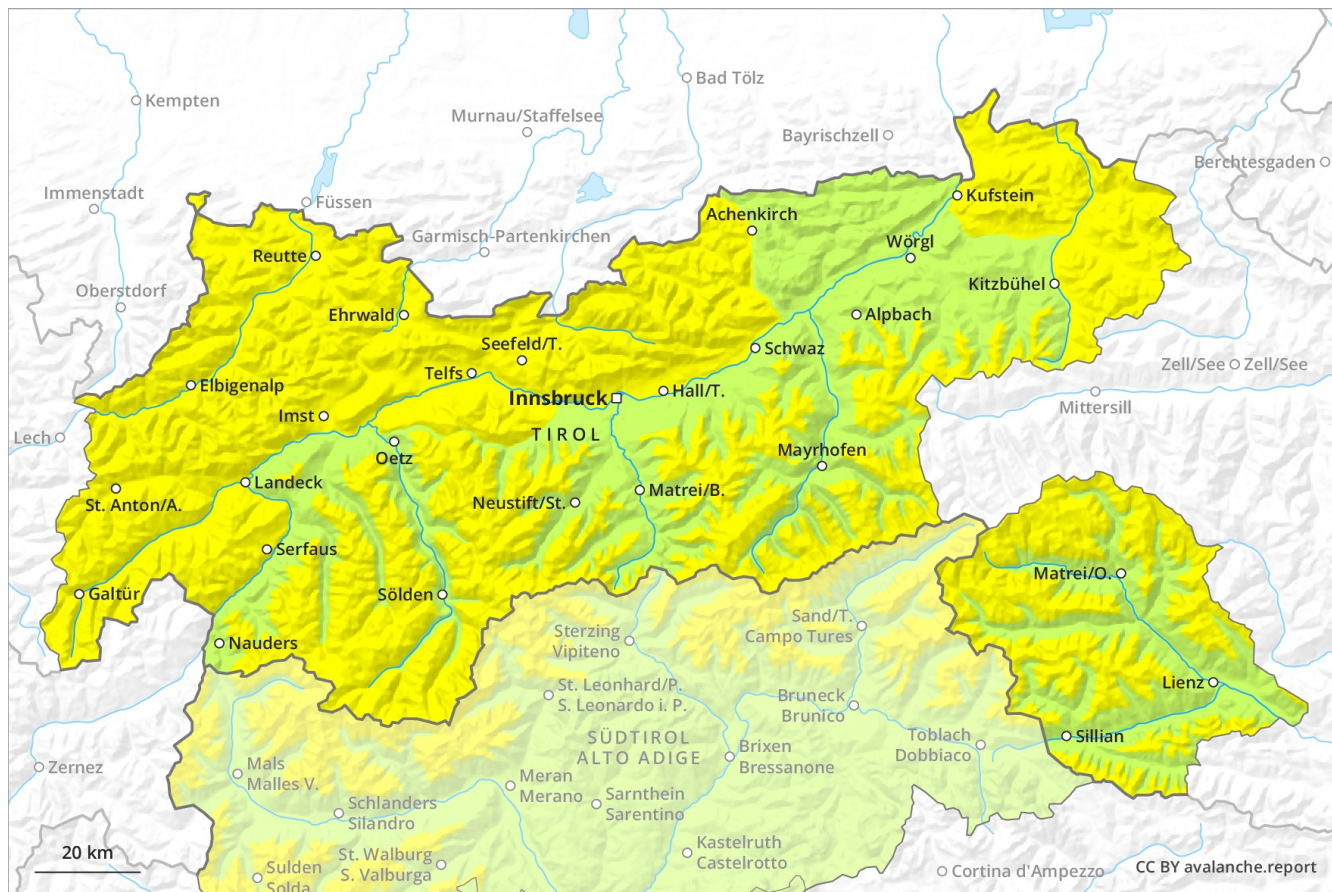 Bad Tölz
Kempten
Murnau/Staffelsee
Bayrischzell
Berchtesgaden
Immenstadt
Füssen
Kufstein
Achenkirch
Garmisch-Partenkirchen
Wörgl
Reutte
Kitzbühel
Oberstdorf
Ehrwald
Alpbach
Seefeld/T.
Schwaz
Zell/See
Zell/See
Telfs
Elbigenalp
Hall/T.
Innsbruck
Mittersill
Imst
TIROL
Lech
Oetz
Mayrhofen
Landeck
Matrei/B.
St. Anton/A.
Neustift/St.
Serfaus
Matrei/O.
Galtür
Sölden
Sand/T.
Campo Tures
Sterzing
Vipiteno
Nauders
Lienz
St. Leonhard/P.
S. Leonardo i. P.
Bruneck
Brunico
SÜDTIROL
ALTO ADIGE
Toblach
Dobbiaco
Sillian
Brixen
Bressanone
Zernez
Mals
Malles V.
Meran
Merano
Sarnthein
Sarentino
Schlanders
Silandro
20 km
St. Walburg
S. Valburga
Kastelruth
Castelrotto
Sulden
Solda
Cortina d'Ampezzo
CC BY avalanche.report